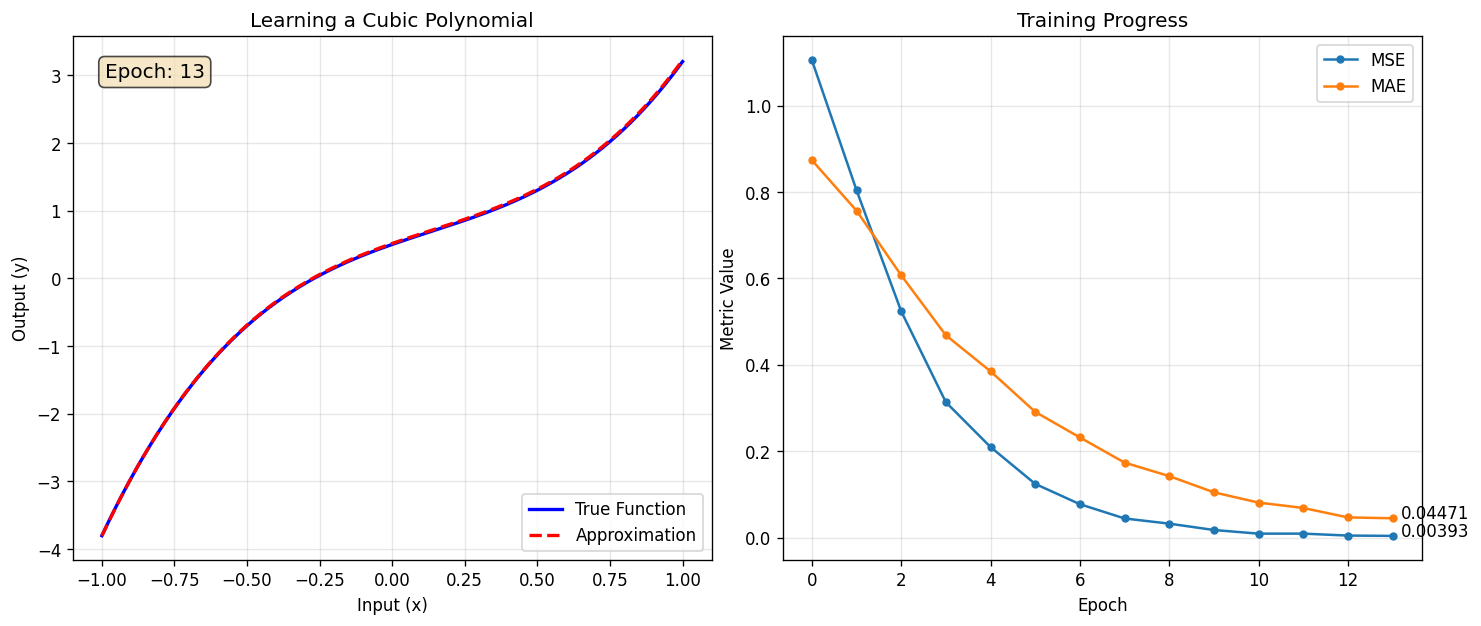 Learning a Cubic Polynomial
Epoch: 13
3
2
1
0
−1
−2
−3
−4
Output (y)
True Function
Approximation
−1.00 −0.75 −0.50 −0.25 0.00 0.25 0.50 0.75 1.00
Input (x)
Training Progress
MSE
MAE
1.0
0.8
0.6
0.4
0.2
0.0
Metric Value
0.04471
0.00393
0 2 4 6 8 10 12
Epoch